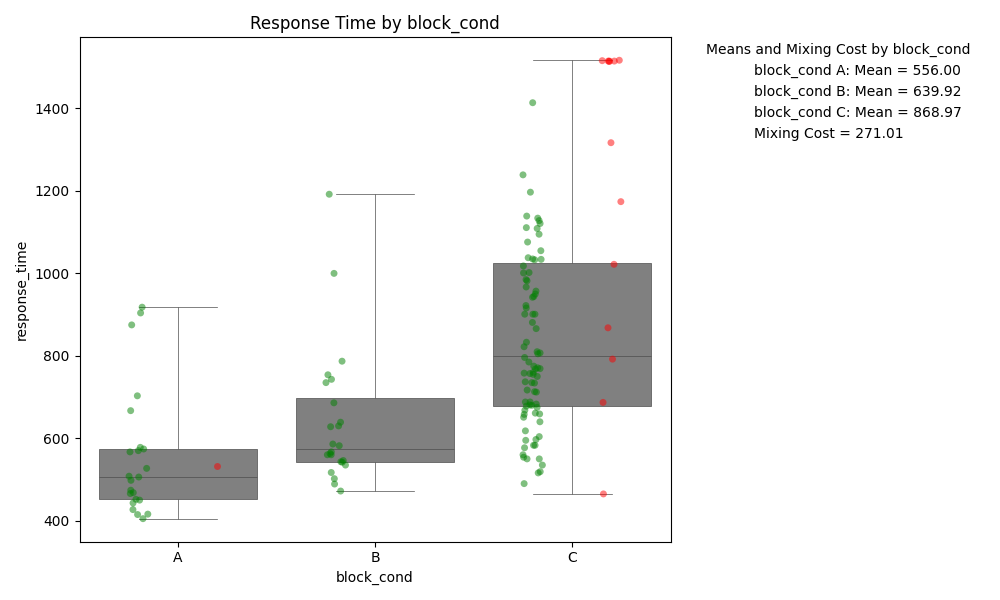 Response Time by block_cond
Means and Mixing Cost by block_cond
block_cond A: Mean = 556.00
block_cond B: Mean = 639.92
block_cond C: Mean = 868.97
Mixing Cost = 271.01
response_time
1400
1200
1000
800
600
400
A
B
C
block_cond